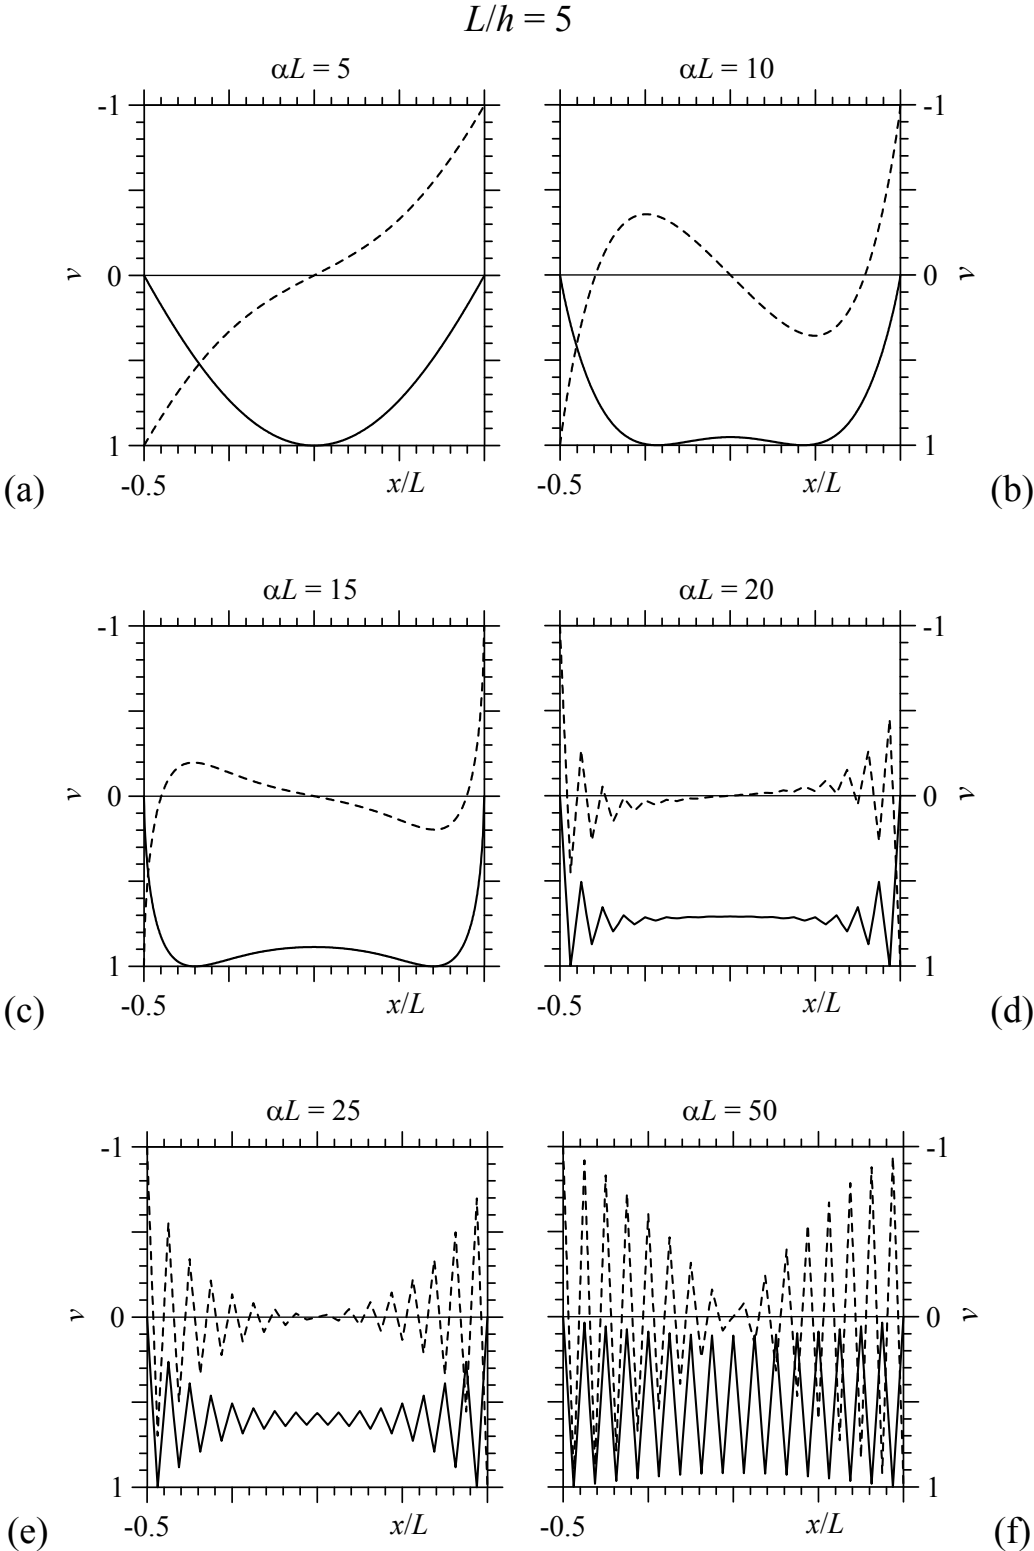 L/h = 5
αL = 5
αL = 10
-1
-1
v
0
0
v
1
1
-0.5
x/L
-0.5
x/L
(a)
(b)
αL = 15
αL = 20
-1
-1
v
0
0
v
1
1
-0.5
x/L
-0.5
x/L
(c)
(d)
αL = 25
αL = 50
-1
-1
v
0
0
v
1
1
-0.5
x/L
-0.5
x/L
(e)
(f)